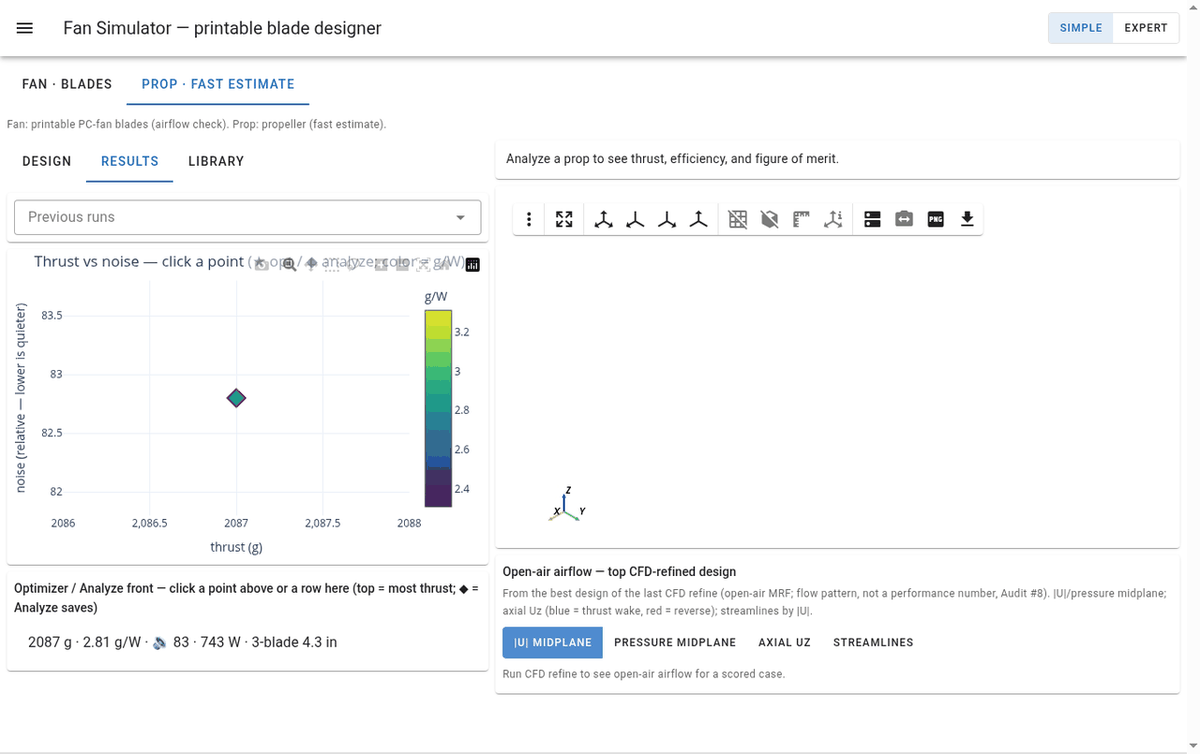 Fan Simulator — printable blade designer
SIMPLE
EXPERT
FAN · BLADES
PROP · FAST ESTIMATE
Fan: printable PC-fan blades (airflow check). Prop: propeller (fast estimate).
DESIGN
RESULTS
LIBRARY
Previous runs
Thrust vs noise — click a point (★ opt / ◆ analyze; color = g/W)
g/W
noise (relative — lower is quieter)
83.5
83
82.5
82
2086
2,086.5
2087
2,087.5
2088
thrust (g)
3.2
3
2.8
2.6
2.4
Optimizer / Analyze front — click a point above or a row here (top = most thrust; ◆ =
Analyze saves)
2087 g · 2.81 g/W · 🔊 83 · 743 W · 3-blade 4.3 in
Analyze a prop to see thrust, efficiency, and figure of merit.
PNG
Z
X
Y
Open-air airflow — top CFD-refined design
From the best design of the last CFD refine (open-air MRF; flow pattern, not a performance number, Audit #8). |U|/pressure midplane;
axial Uz (blue = thrust wake, red = reverse); streamlines by |U|.
|U| MIDPLANE
PRESSURE MIDPLANE
AXIAL UZ
STREAMLINES
Run CFD refine to see open-air airflow for a scored case.